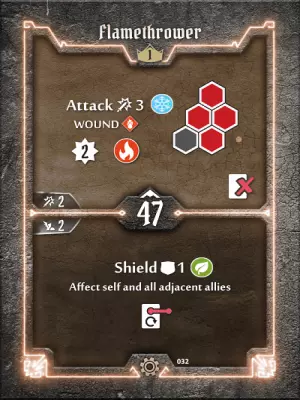 Flamethrower
1
Attack 3
WOUND
2
2
47
2
Shield 1
Affect self and all adjacent allies
032